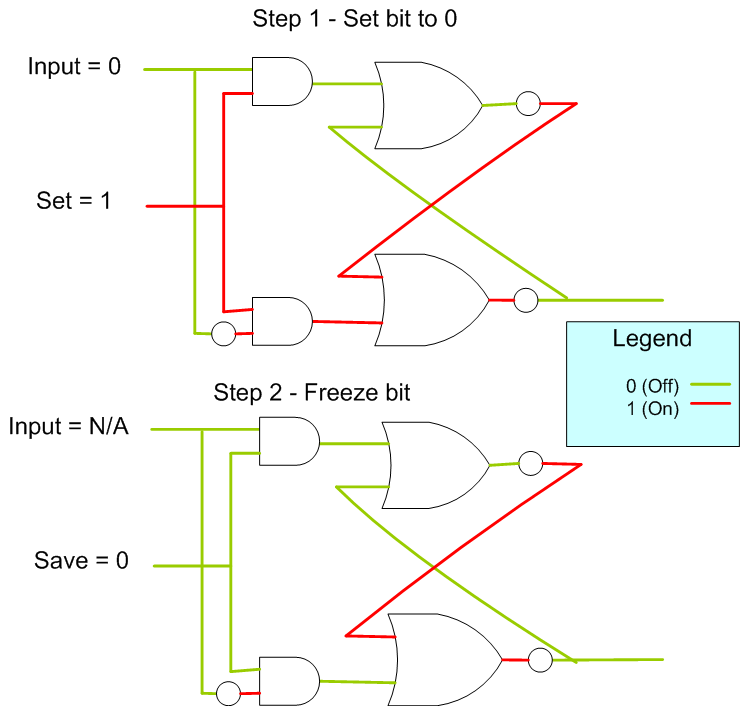 Step 1 - Set bit to 0
Input = 0
Set = 1
Legend
0 (Off)
1 (On)
Step 2 - Freeze bit
Input = N/A
Save = 0